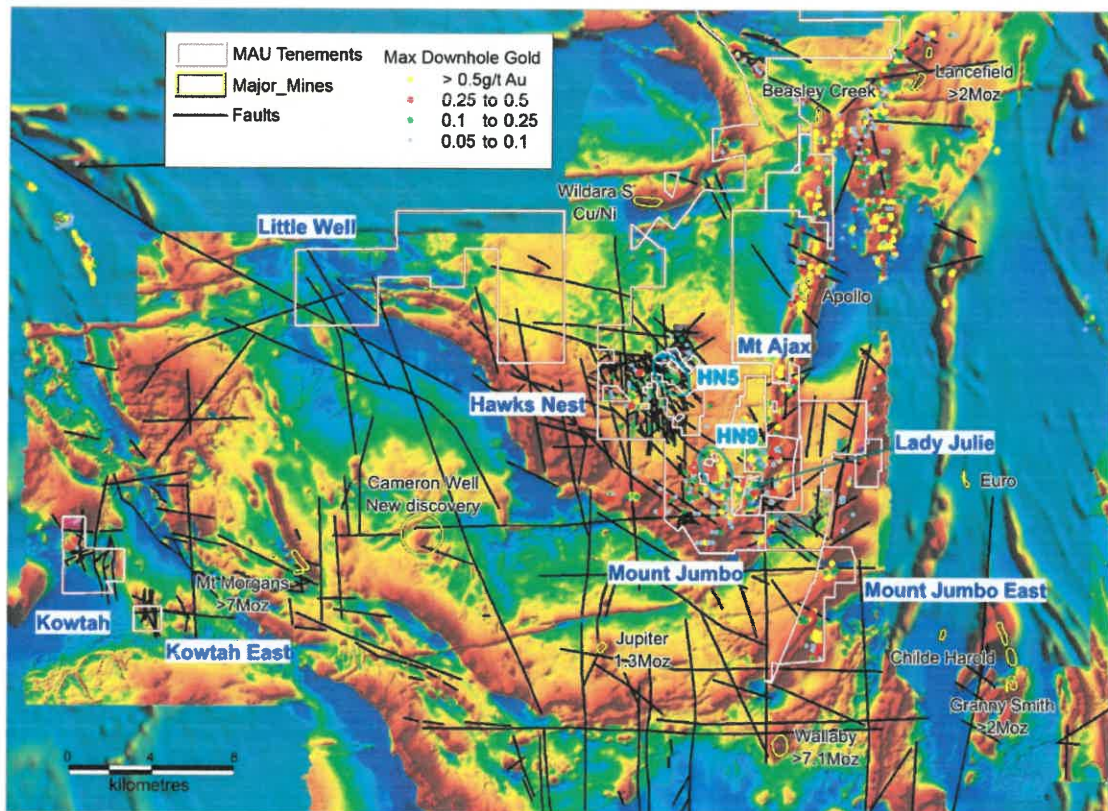 MAU Tenements
Major_Mines
Faults
Max Downhole Gold
> 0.5g/t Au
0.25 to 0.5
0.1 to 0.25
0.05 to 0.1
Beasley Creek
Lancefield
>2Moz
Wildara S
Cu/Ni
Little Well
Apollo
Mt Ajax
HN5
Hawks Nest
HN9
Lady Julie
Cameron Well
New discovery
Euro
Mt Morgans
>7Moz
Mount Jumbo
Mount Jumbo East
Kowtah
Kowtah East
Jupiter
1.3Moz
Childe Harold
Granny Smith
>2Moz
Wallaby
>7.1Moz
0 4 8
kilometres